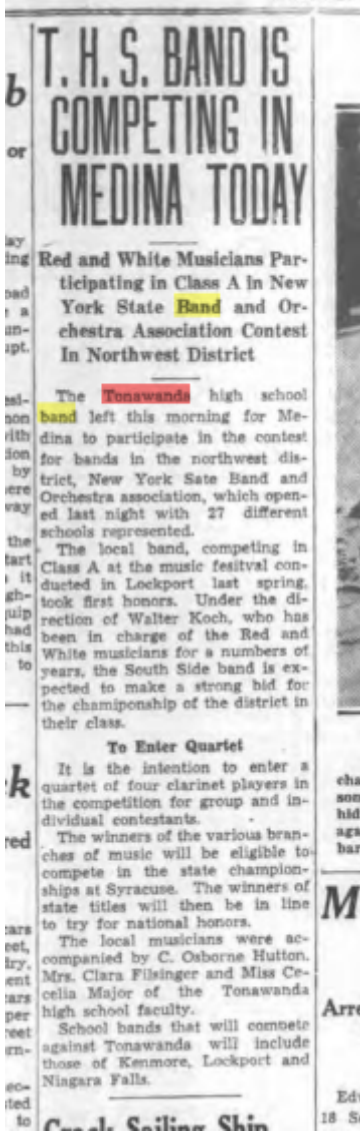 T. H. S. BAND IS
COMPETING IN
MEDINA TODAY
Red and White Musicians Par-
ticipating in Class A in New
York State Band and Or-
chestra Association Contest
In Northwest District
The Tonawanda high school
band left this morning for Me-
dina to participate in the contest
for bands in the northwest dis-
trict, New York Sate Band and
Orchestra association, which open-
ed last night with 27 different
schools represented.
The local band, competing in
Class A at the music fesitval con-
ducted in Lockport last spring,
took first honors. Under the di-
rection of Walter Koch, who has
been in charge of the Red and
White musicians for a numbers of
years, the South Side band is ex-
pected to make a strong bid for
the chamiponship of the district in
their class.
To Enter Quartet
It is the intention to enter a
quartet of four clarinet players in
the competition for group and in-
dividual contestants.
The winners of the various bran-
ches of music will be eligible to
compete in the state champion-
ships at Syracuse. The winners of
state titles will then be in line
to try for national honors.
The local musicians were ac-
companied by C. Osborne Hutton,
Mrs. Clara Filsinger and Miss Ce-
celia Major of the Tonawanda
high school faculty.
School bands that will compete
against Tonawanda will include
those of Kenmore, Lockport and
Niagara Falls.
Crack Sailing Ship